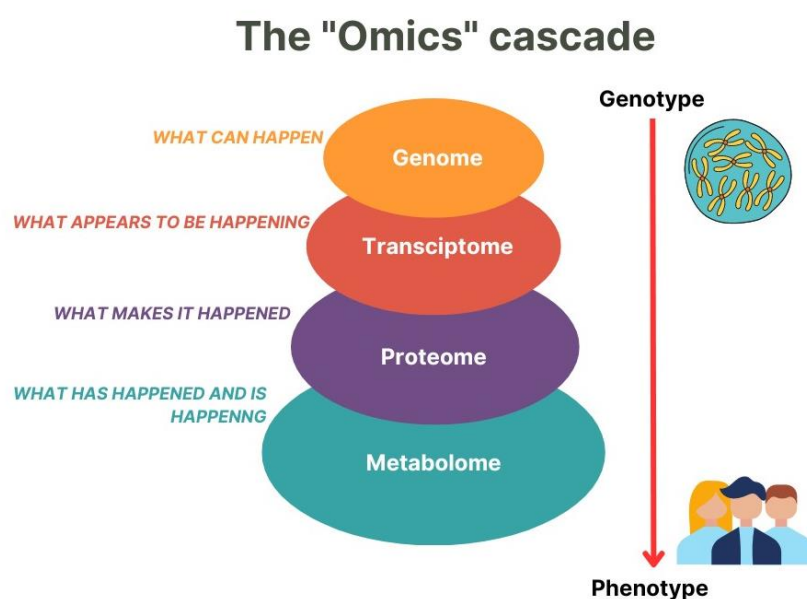 The "Omics" cascade
Genotype
WHAT CAN HAPPEN
Genome
WHAT APPEARS TO BE HAPPENING
Transciptome
WHAT MAKES IT HAPPENED
Proteome
WHAT HAS HAPPENED AND IS
HAPPENNG
Metabolome
Phenotype